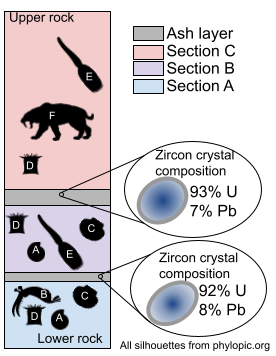 Upper rock
Ash layer
Section C
Section B
Section A
E
F
D
Zircon crystal
composition
93% U
7% Pb
D
C
A
E
Zircon crystal
composition
92% U
8% Pb
B
C
D
A
Lower rock
All silhouettes from phylopic.org